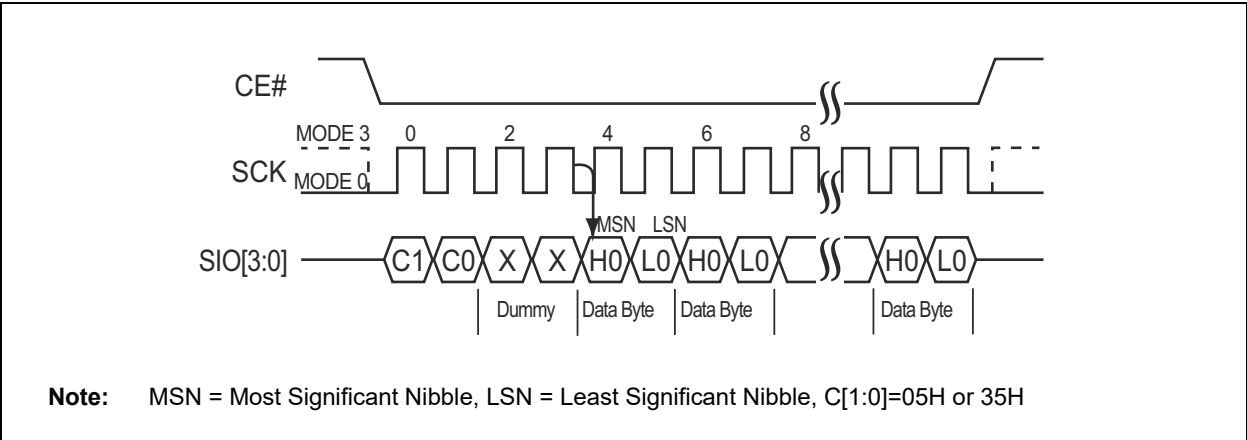 CE#
MODE 3 0 2 4 6 8
SCK
MODE 0
MSN LSN
SIO[3:0] C1 C0 X X H0 L0 H0 L0 H0 L0
Dummy Data Byte Data Byte Data Byte
Note: MSN = Most Significant Nibble, LSN = Least Significant Nibble, C[1:0]=05H or 35H